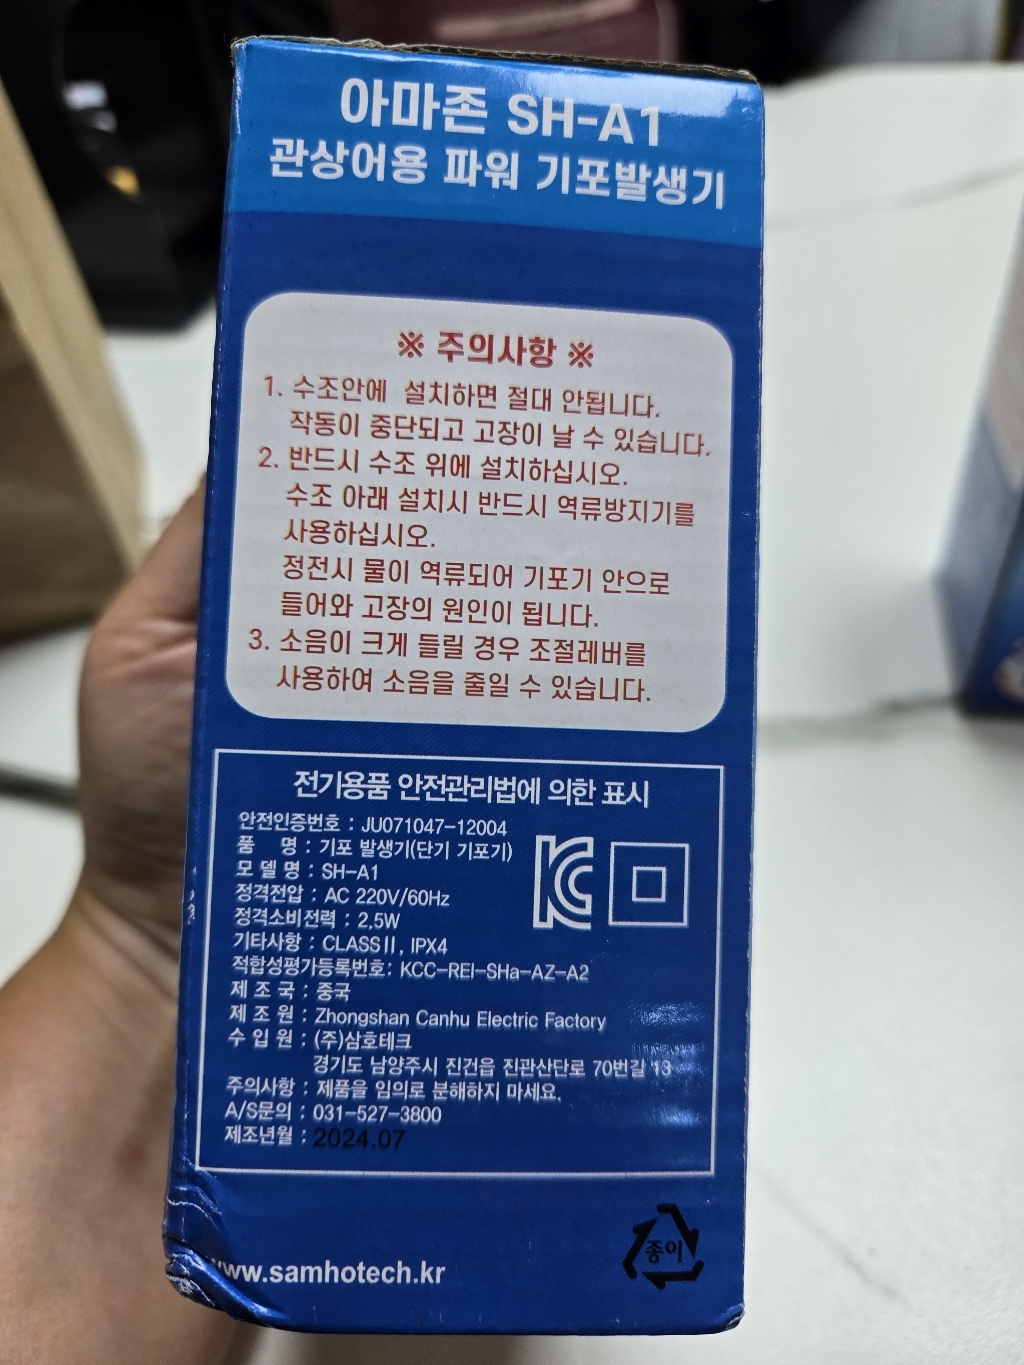 아마존 SH-A1
관상어용 파워 기포발생기
※ 주의사항 ※
1. 수조안에 설치하면 절대 안됩니다.
작동이 중단되고 고장이 날 수 있습니다.
2. 반드시 수조 위에 설치하십시오.
수조 아래 설치시 반드시 역류방지기를
사용하십시오.
정전시 물이 역류되어 기포기 안으로
들어와 고장의 원인이 됩니다.
3. 소음이 크게 들릴 경우 조절레버를
사용하여 소음을 줄일 수 있습니다.
전기용품 안전관리법에 의한 표시
안전인증번호 : JU071047-12004
품 명 : 기포 발생기(단기 기포기)
모 델 명 : SH-A1
정격전압 : AC 220V/60Hz
정격소비전력 : 2.5W
기타사항 : CLASSⅡ, IPX4
적합성평가등록번호: KCC-REI-SHa-AZ-A2
제 조 국 : 중국
제 조 원 : Zhongshan Canhu Electric Factory
수 입 원 : (주)삼호테크
경기도 남양주시 진건읍 진관산단로 70번길 13
주의사항 : 제품을 임의로 분해하지 마세요.
A/S문의 : 031-527-3800
제조년월 : 2024.07
종이
www.samhotech.kr